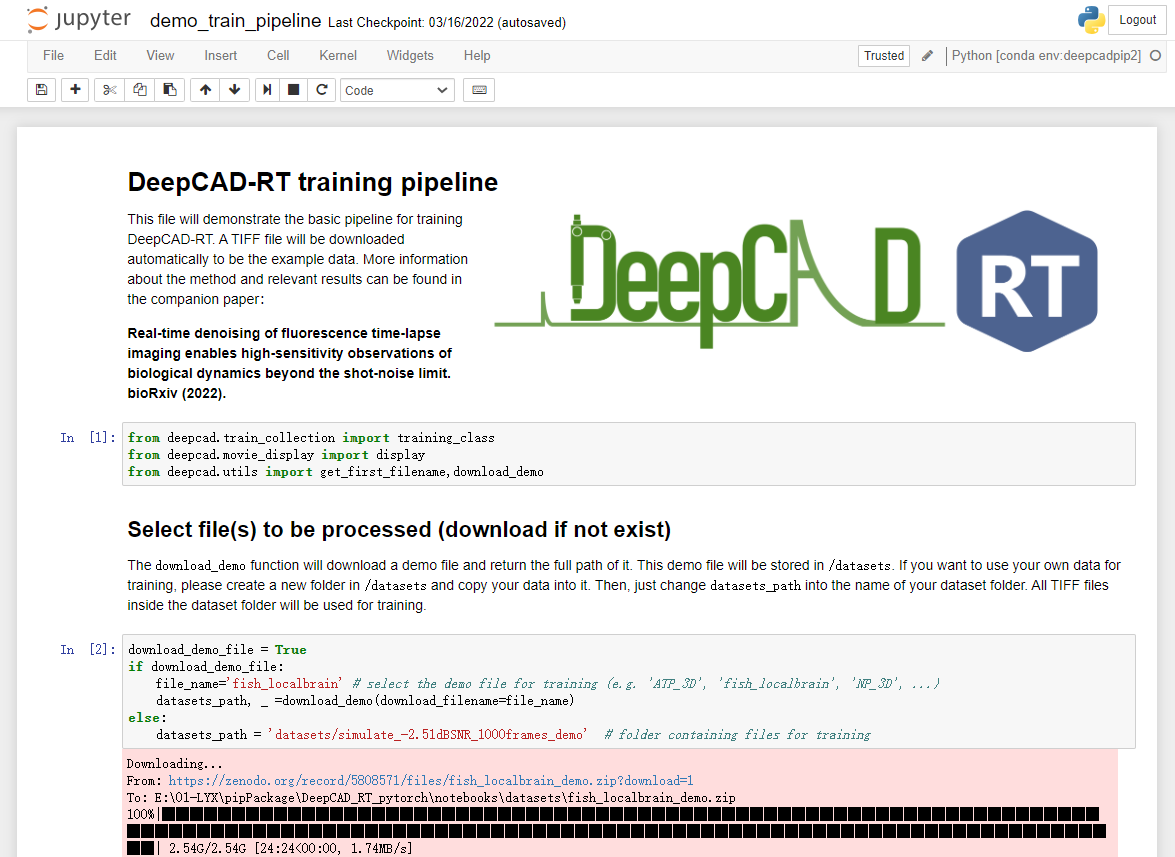 jupyter demo_train_pipeline Last Checkpoint: 03/16/2022 (autosaved) Logout
File Edit View Insert Cell Kernel Widgets Help Trusted Python [conda env:deepcadpip2]
Code
DeepCAD-RT training pipeline
This file will demonstrate the basic pipeline for training
DeepCAD-RT. A TIFF file will be downloaded
automatically to be the example data. More information
about the method and relevant results can be found in
the companion paper:
Real-time denoising of fluorescence time-lapse
imaging enables high-sensitivity observations of
biological dynamics beyond the shot-noise limit.
bioRxiv (2022).
DeepCAD RT
In [1]: from deepcad.train_collection import training_class
from deepcad.movie_display import display
from deepcad.utils import get_first_filename,download_demo
Select file(s) to be processed (download if not exist)
The download_demo function will download a demo file and return the full path of it. This demo file will be stored in /datasets. If you want to use your own data for
training, please create a new folder in /datasets and copy your data into it. Then, just change datasets_path into the name of your dataset folder. All TIFF files
inside the dataset folder will be used for training.
In [2]: download_demo_file = True
if download_demo_file:
file_name='fish_localbrain' # select the demo file for training (e.g. 'ATP_3D', 'fish_localbrain', 'NP_3D', ...)
datasets_path, _ =download_demo(download_filename=file_name)
else:
datasets_path = 'datasets/simulate_-2.51dBSNR_1000frames_demo' # folder containing files for training
Downloading...
From: https://zenodo.org/record/5808571/files/fish_localbrain_demo.zip?download=1
To: E:\01-LYX\pipPackage\DeepCAD_RT_pytorch\notebooks\datasets\fish_localbrain_demo.zip
100%|
| 2.54G/2.54G [24:24<00:00, 1.74MB/s]